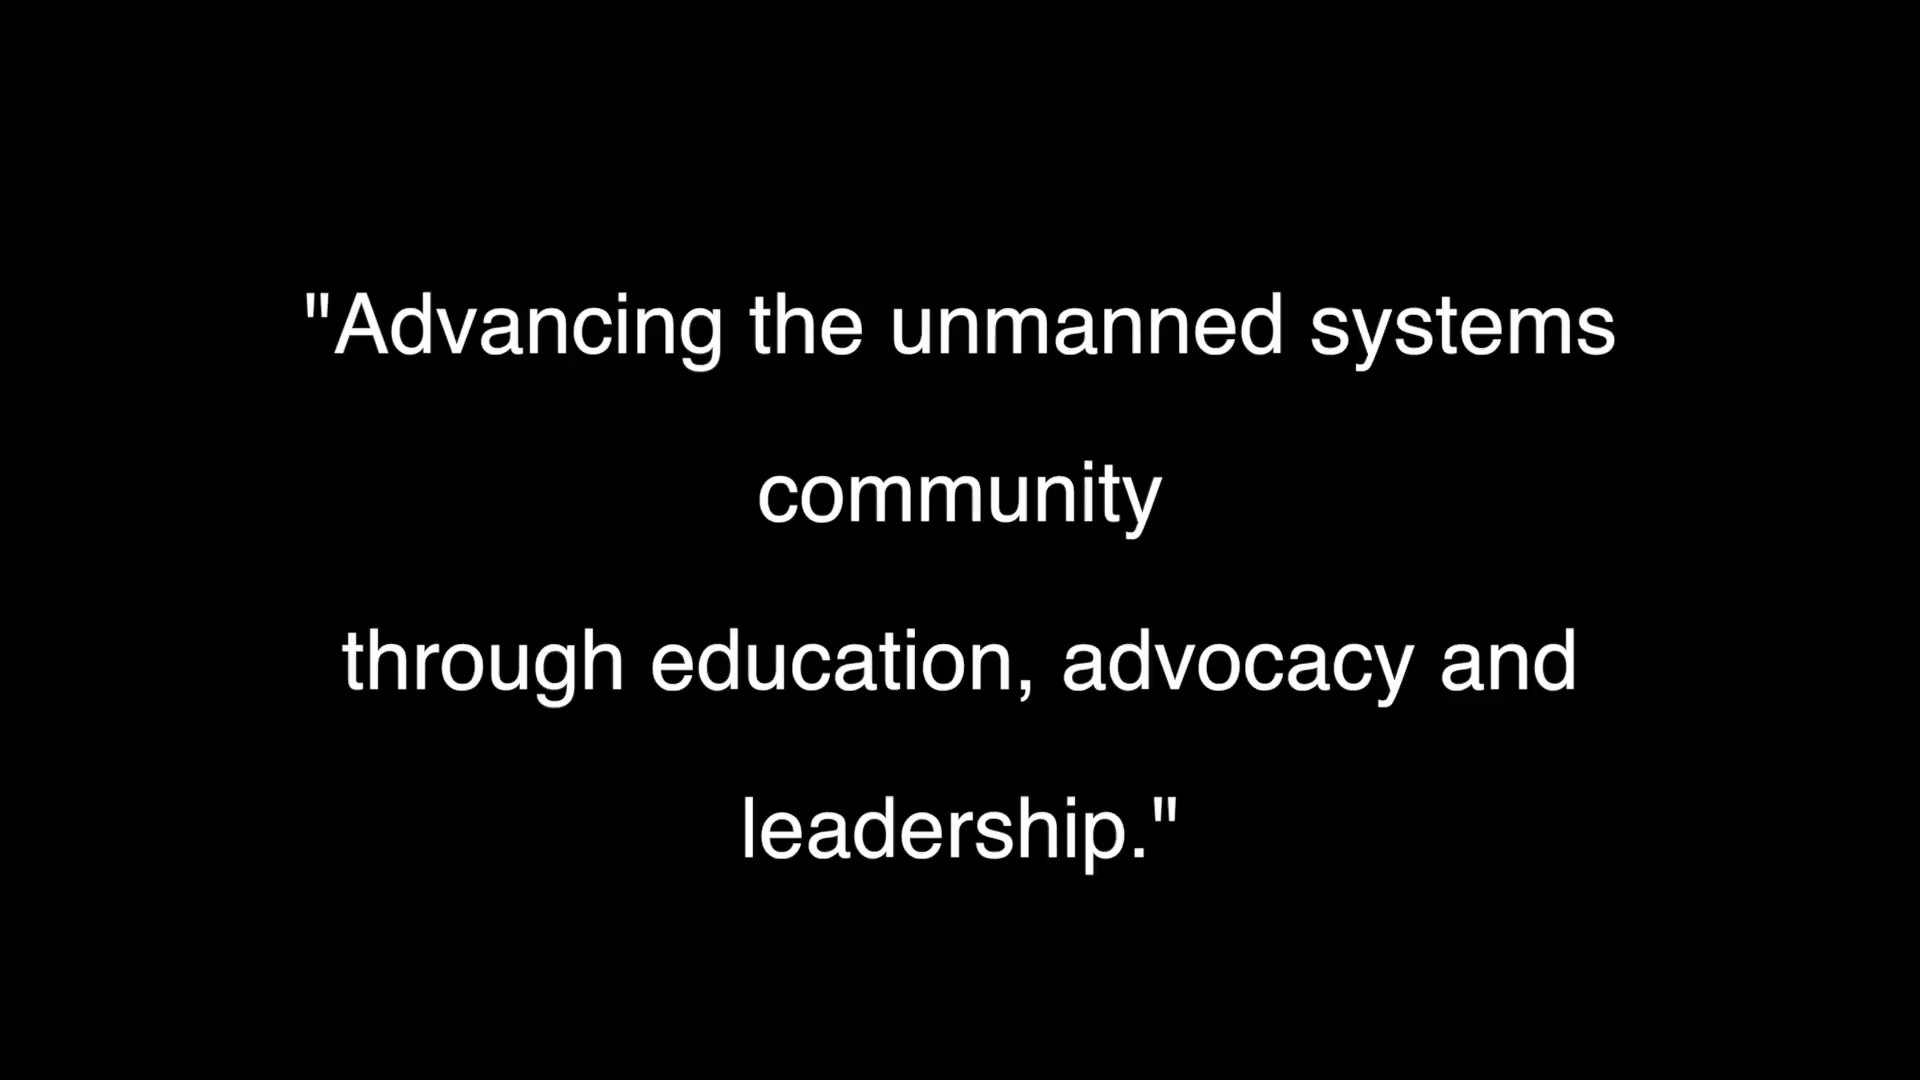 "Advancing the unmanned systems
community
through education, advocacy and
leadership."